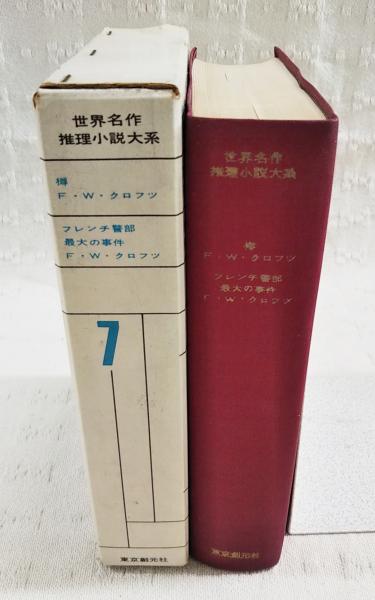 世界名作
推理小説大系
樽
F・W・クロフツ
フレンチ警部
最大の事件
F・W・クロフツ
7
東京創元社
世界名作
推理小説大系
樽
F・W・クロフツ
フレンチ警部
最大の事件
F・W・クロフツ
東京創元社